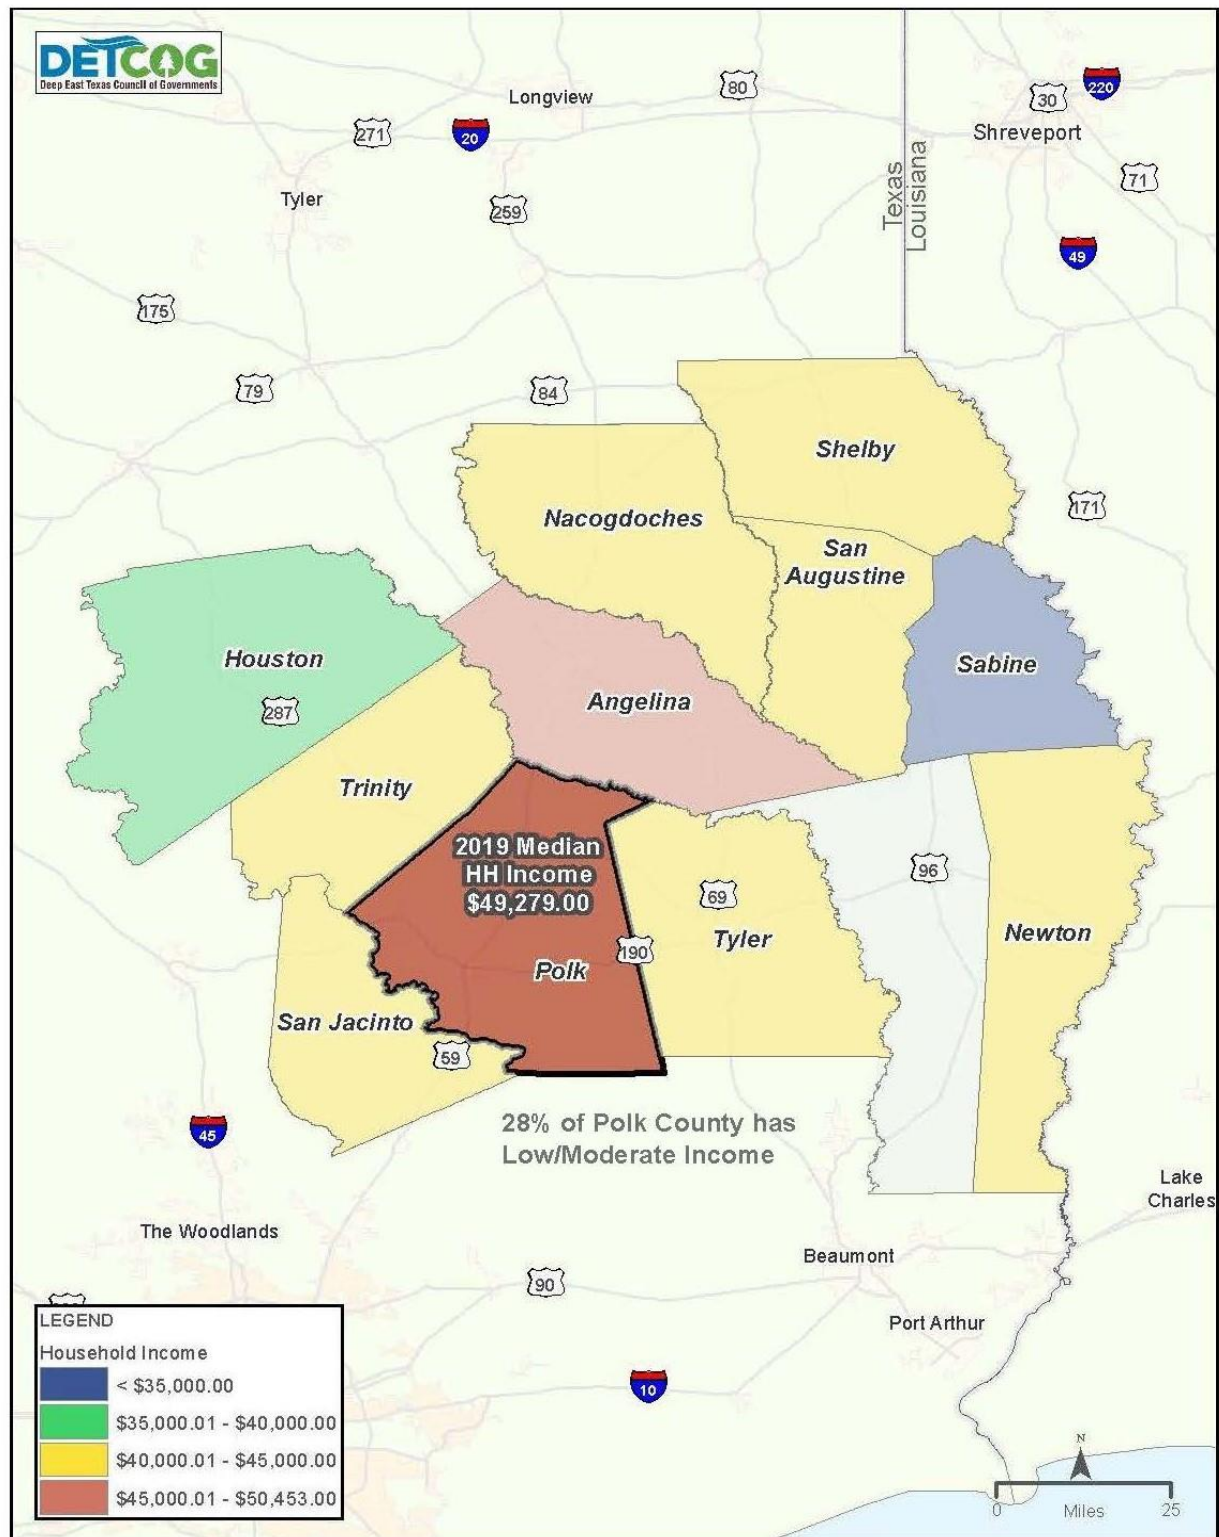 DETCOG
Deep East Texas Council of Governments
Longview
80
30
220
271
20
Shreveport
Tyler
259
71
Texas
Louisiana
49
175
79
84
Shelby
171
Nacogdoches
San
Augustine
Houston
Sabine
287
Angelina
Trinity
2019 Median
HH Income
$49,279.00
96
69
Tyler
Newton
190
Polk
San Jacinto
59
28% of Polk County has
Low/Moderate Income
45
Lake
Charles
The Woodlands
Beaumont
90
Port Arthur
10
LEGEND
Household Income
< $35,000.00
$35,000.01 - $40,000.00
$40,000.01 - $45,000.00
$45,000.01 - $50,453.00
N
0
Miles
25